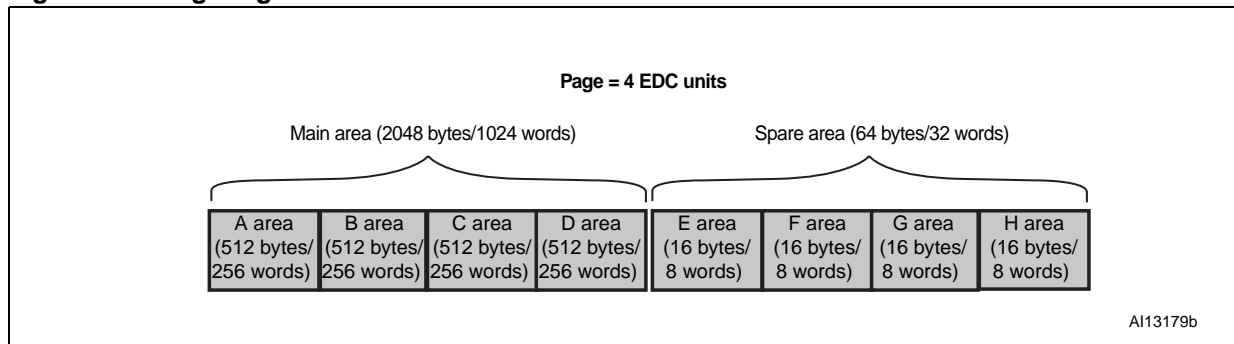 Page = 4 EDC units
Main area (2048 bytes/1024 words)
Spare area (64 bytes/32 words)
A area
(512 bytes/
256 words)
B area
(512 bytes/
256 words)
C area
(512 bytes/
256 words)
D area
(512 bytes/
256 words)
E area
(16 bytes/
8 words)
F area
(16 bytes/
8 words)
G area
(16 bytes/
8 words)
H area
(16 bytes/
8 words)
AI13179b